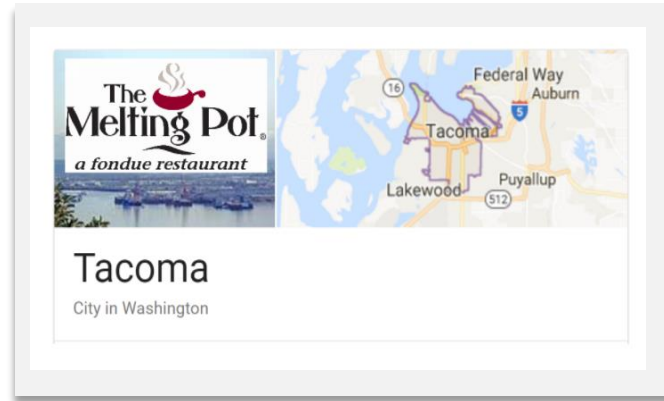 The
Melting Pot®
a fondue restaurant
16
Federal Way
Auburn
5
Tacoma
Lakewood
Puyallup
512
Tacoma
City in Washington